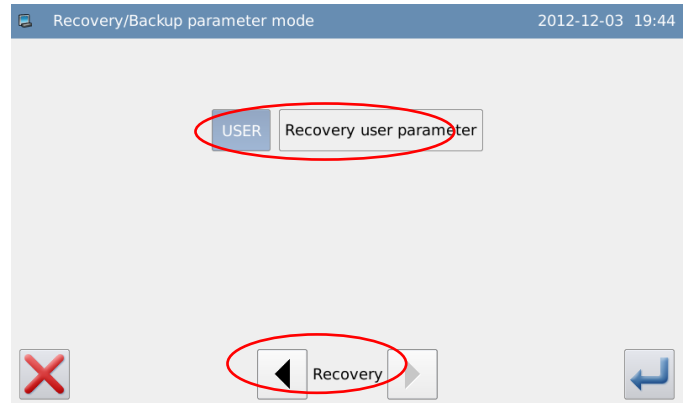 Recovery/Backup parameter mode 2012-12-03 19:44
USER Recovery user parameter
Recovery